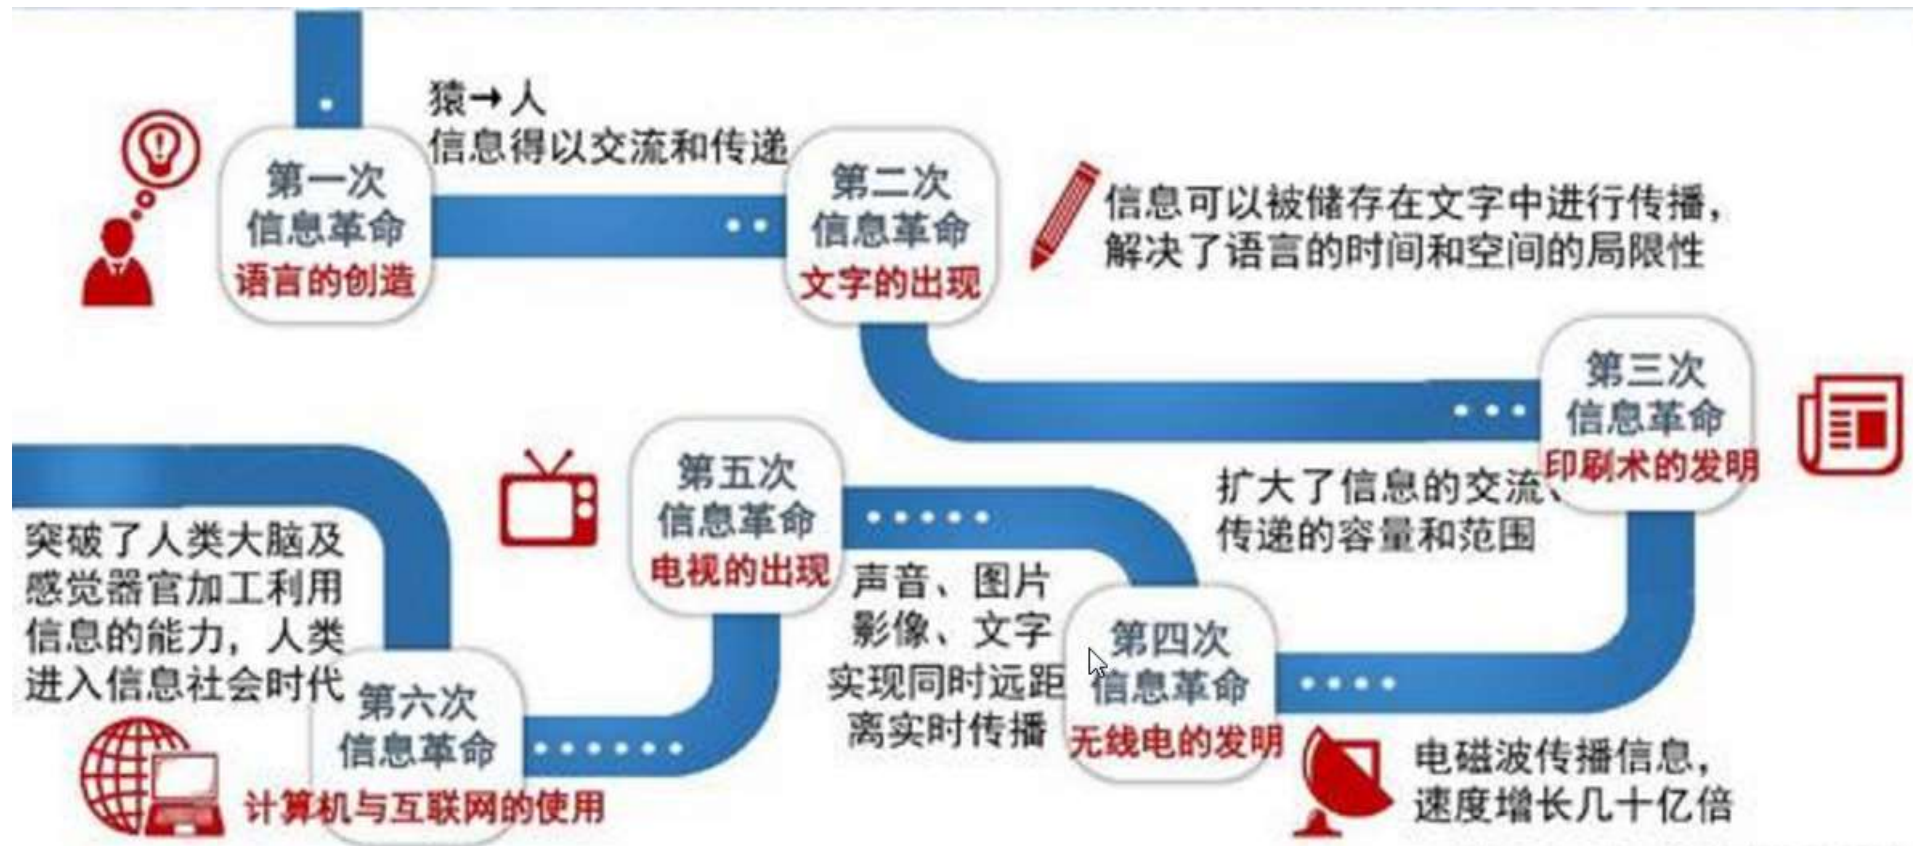 猿→人
信息得以交流和传递
第一次
信息革命
语言的创造
第二次
信息革命
文字的出现
信息可以被储存在文字中进行传播，
解决了语言的时间和空间的局限性
第三次
信息革命
印刷术的发明
扩大了信息的交流、
传递的容量和范围
第四次
信息革命
无线电的发明
电磁波传播信息，
速度增长几十亿倍
第五次
信息革命
电视的出现
声音、图片
影像、文字
实现同时远距
离实时传播
第六次
信息革命
计算机与互联网的使用
突破了人类大脑及
感觉器官加工利用
信息的能力，人类
进入信息社会时代